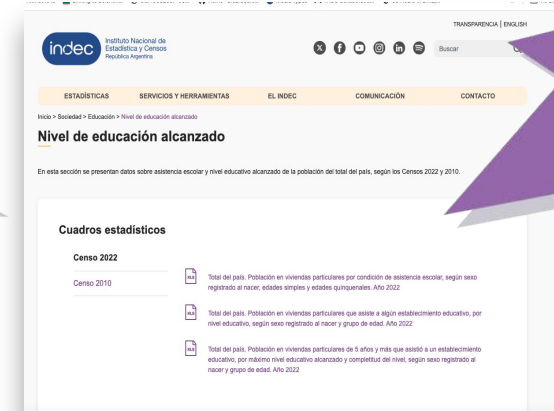 TRANSPARENCIA | ENGLISH
indec
Instituto Nacional de
Estadística y Censos
República Argentina
Buscar
ESTADÍSTICAS SERVICIOS Y HERRAMIENTAS EL INDEC COMUNICACIÓN CONTACTO
Inicio > Sociedad > Educación > Nivel de educación alcanzado
Nivel de educación alcanzado
En esta sección se presentan datos sobre asistencia escolar y nivel educativo alcanzado de la población del total del país, según los Censos 2022 y 2010.
Cuadros estadísticos
Censo 2022
Censo 2010
XLS
Total del país. Población en viviendas particulares por condición de asistencia escolar, según sexo
registrado al nacer, edades simples y edades quinquenales. Año 2022
XLS
Total del país. Población en viviendas particulares que asiste a algún establecimiento educativo, por
nivel educativo, según sexo registrado al nacer y grupo de edad. Año 2022
XLS
Total del país. Población en viviendas particulares de 5 años y más que asistió a un establecimiento
educativo, por máximo nivel educativo alcanzado y completitud del nivel, según sexo registrado al
nacer y grupo de edad. Año 2022